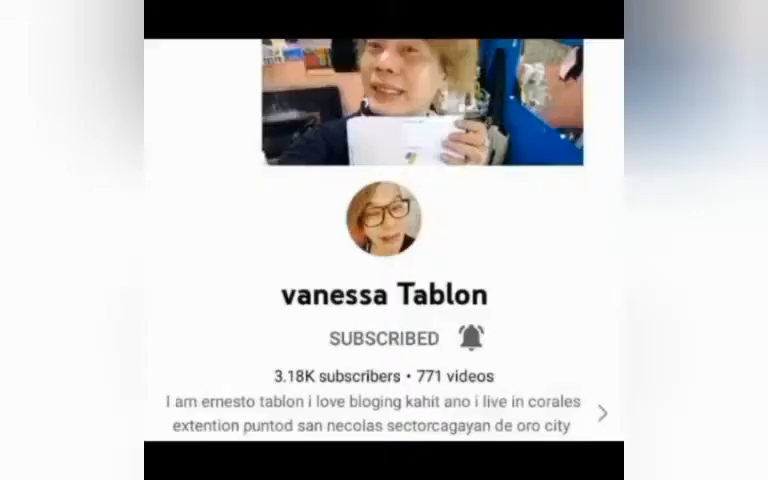 vanessa Tablon
SUBSCRIBED
3.18K subscribers • 771 videos
I am ernesto tablon i love bloging kahit ano i live in corales
extention puntod san necolas sectorcagayan de oro city